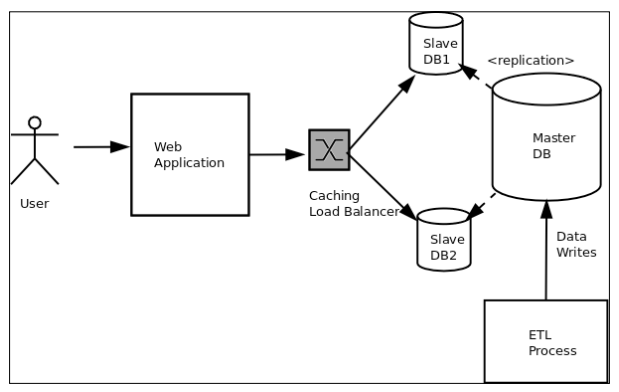 Slave
DB1
<replication>
Master
DB
Web
Application
User
Caching
Load Balancer
Slave
DB2
Data
Writes
ETL
Process